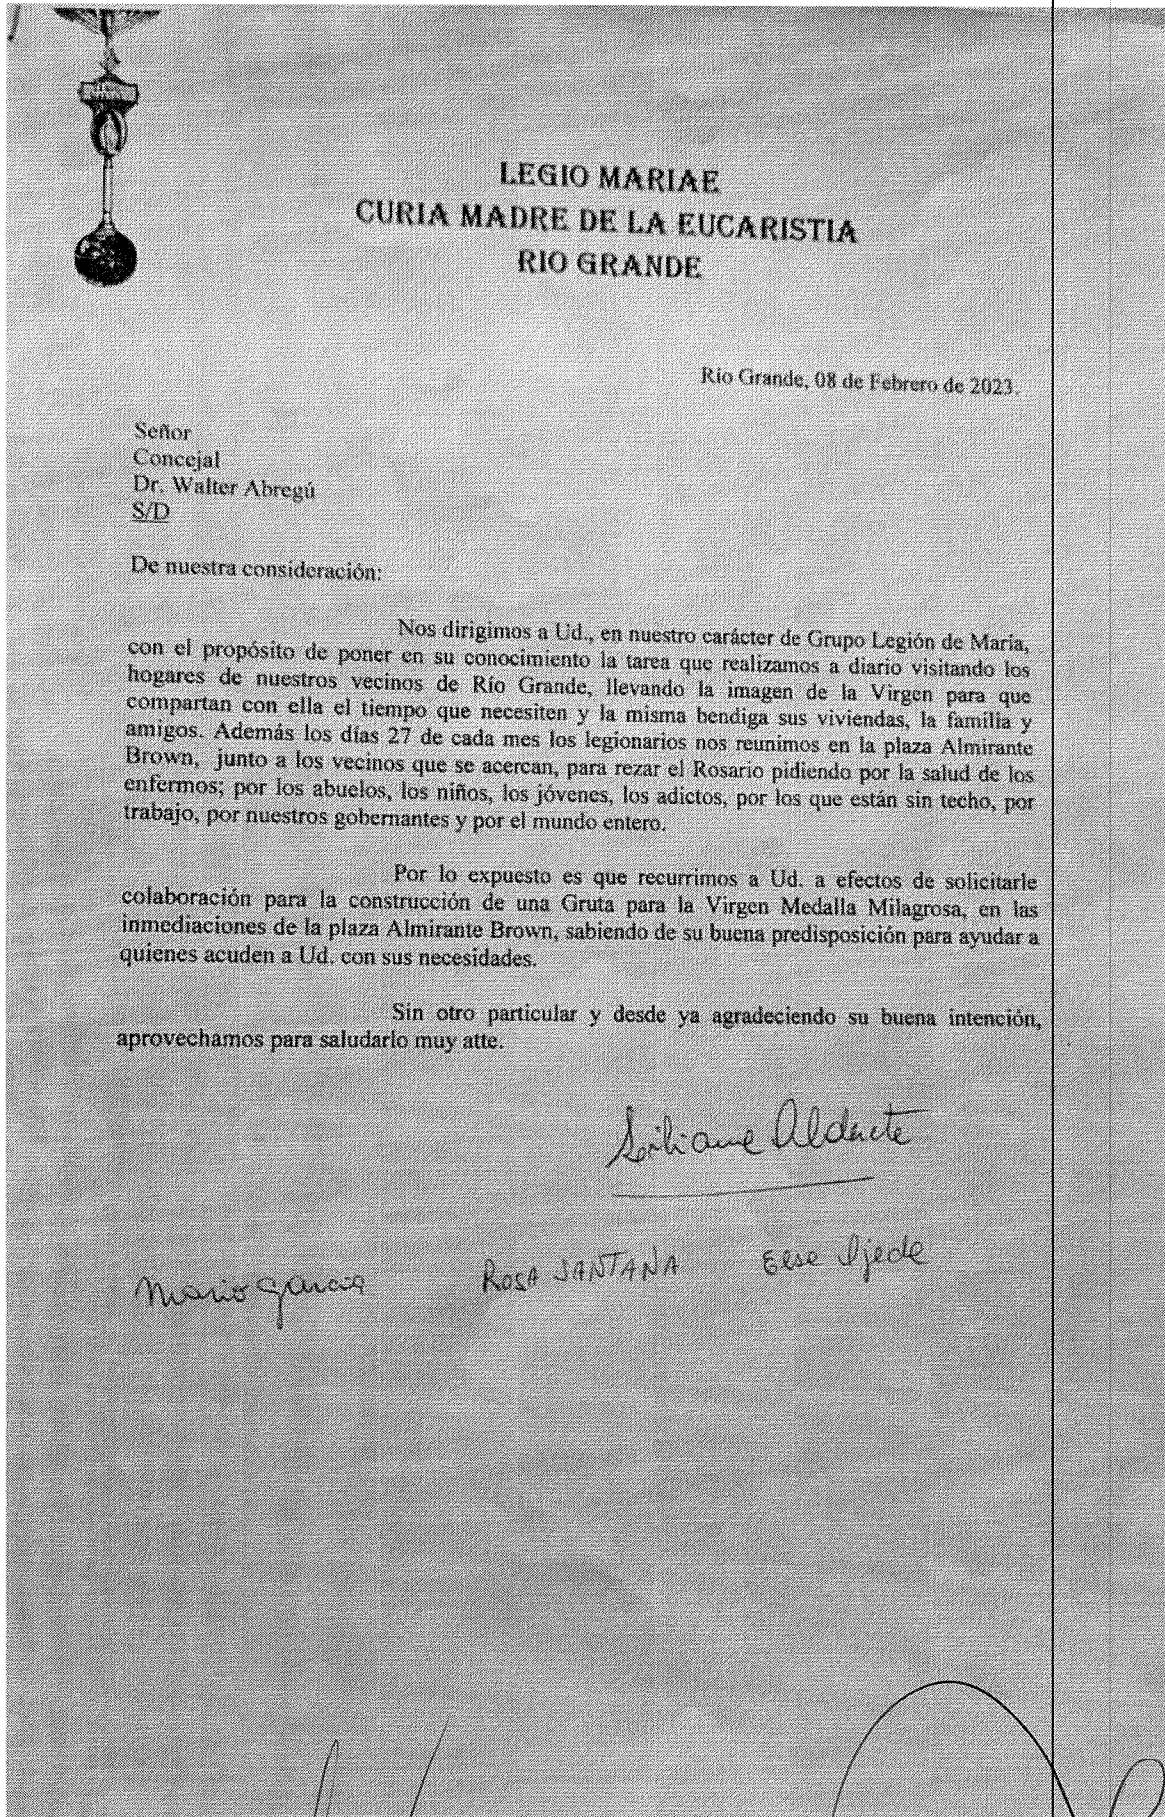 LEGIO MARIAE
CURIA MADRE DE LA EUCARISTIA
RIO GRANDE
Río Grande, 08 de Febrero de 2023.
Señor
Concejal
Dr. Walter Abregú
S/D
De nuestra consideración:
Nos dirigimos a Ud., en nuestro carácter de Grupo Legión de María,
con el propósito de poner en su conocimiento la tarea que realizamos a diario visitando los
hogares de nuestros vecinos de Río Grande, llevando la imagen de la Virgen para que
compartan con ella el tiempo que necesiten y la misma bendiga sus viviendas, la familia y
amigos. Además los días 27 de cada mes los legionarios nos reunimos en la plaza Almirante
Brown, junto a los vecinos que se acercan, para rezar el Rosario pidiendo por la salud de los
enfermos; por los abuelos, los niños, los jóvenes, los adictos, por los que están sin techo, por
trabajo, por nuestros gobernantes y por el mundo entero.
Por lo expuesto es que recurrimos a Ud. a efectos de solicitarle
colaboración para la construcción de una Gruta para la Virgen Medalla Milagrosa, en las
inmediaciones de la plaza Almirante Brown, sabiendo de su buena predisposición para ayudar a
quienes acuden a Ud. con sus necesidades.
Sin otro particular y desde ya agradeciendo su buena intención,
aprovechamos para saludarlo muy atte.
Liliana Alderete
Mario Garcia
ROSA SANTANA
Elsa Ojeda